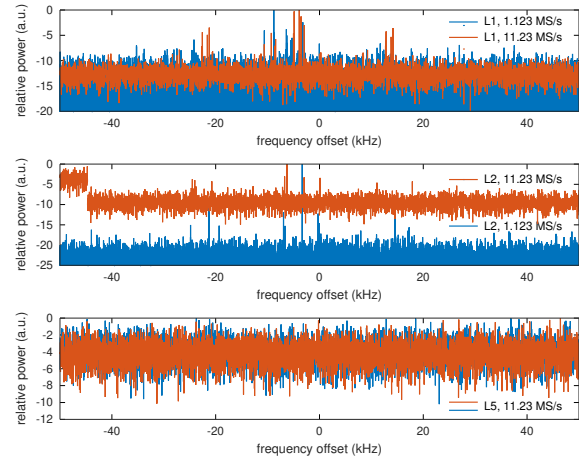 0
-5
-10
-15
-20
relative power (a.u.)
L1, 1.123 MS/s
L1, 11.23 MS/s
-40 -20 0 20 40
frequency offset (kHz)
0
-5
-10
-15
-20
-25
relative power (a.u.)
L2, 11.23 MS/s
L2, 1.123 MS/s
-40 -20 0 20 40
frequency offset (kHz)
0
-2
-4
-6
-8
-10
-12
relative power (a.u.)
L5, 11.23 MS/s
-40 -20 0 20 40
frequency offset (kHz)